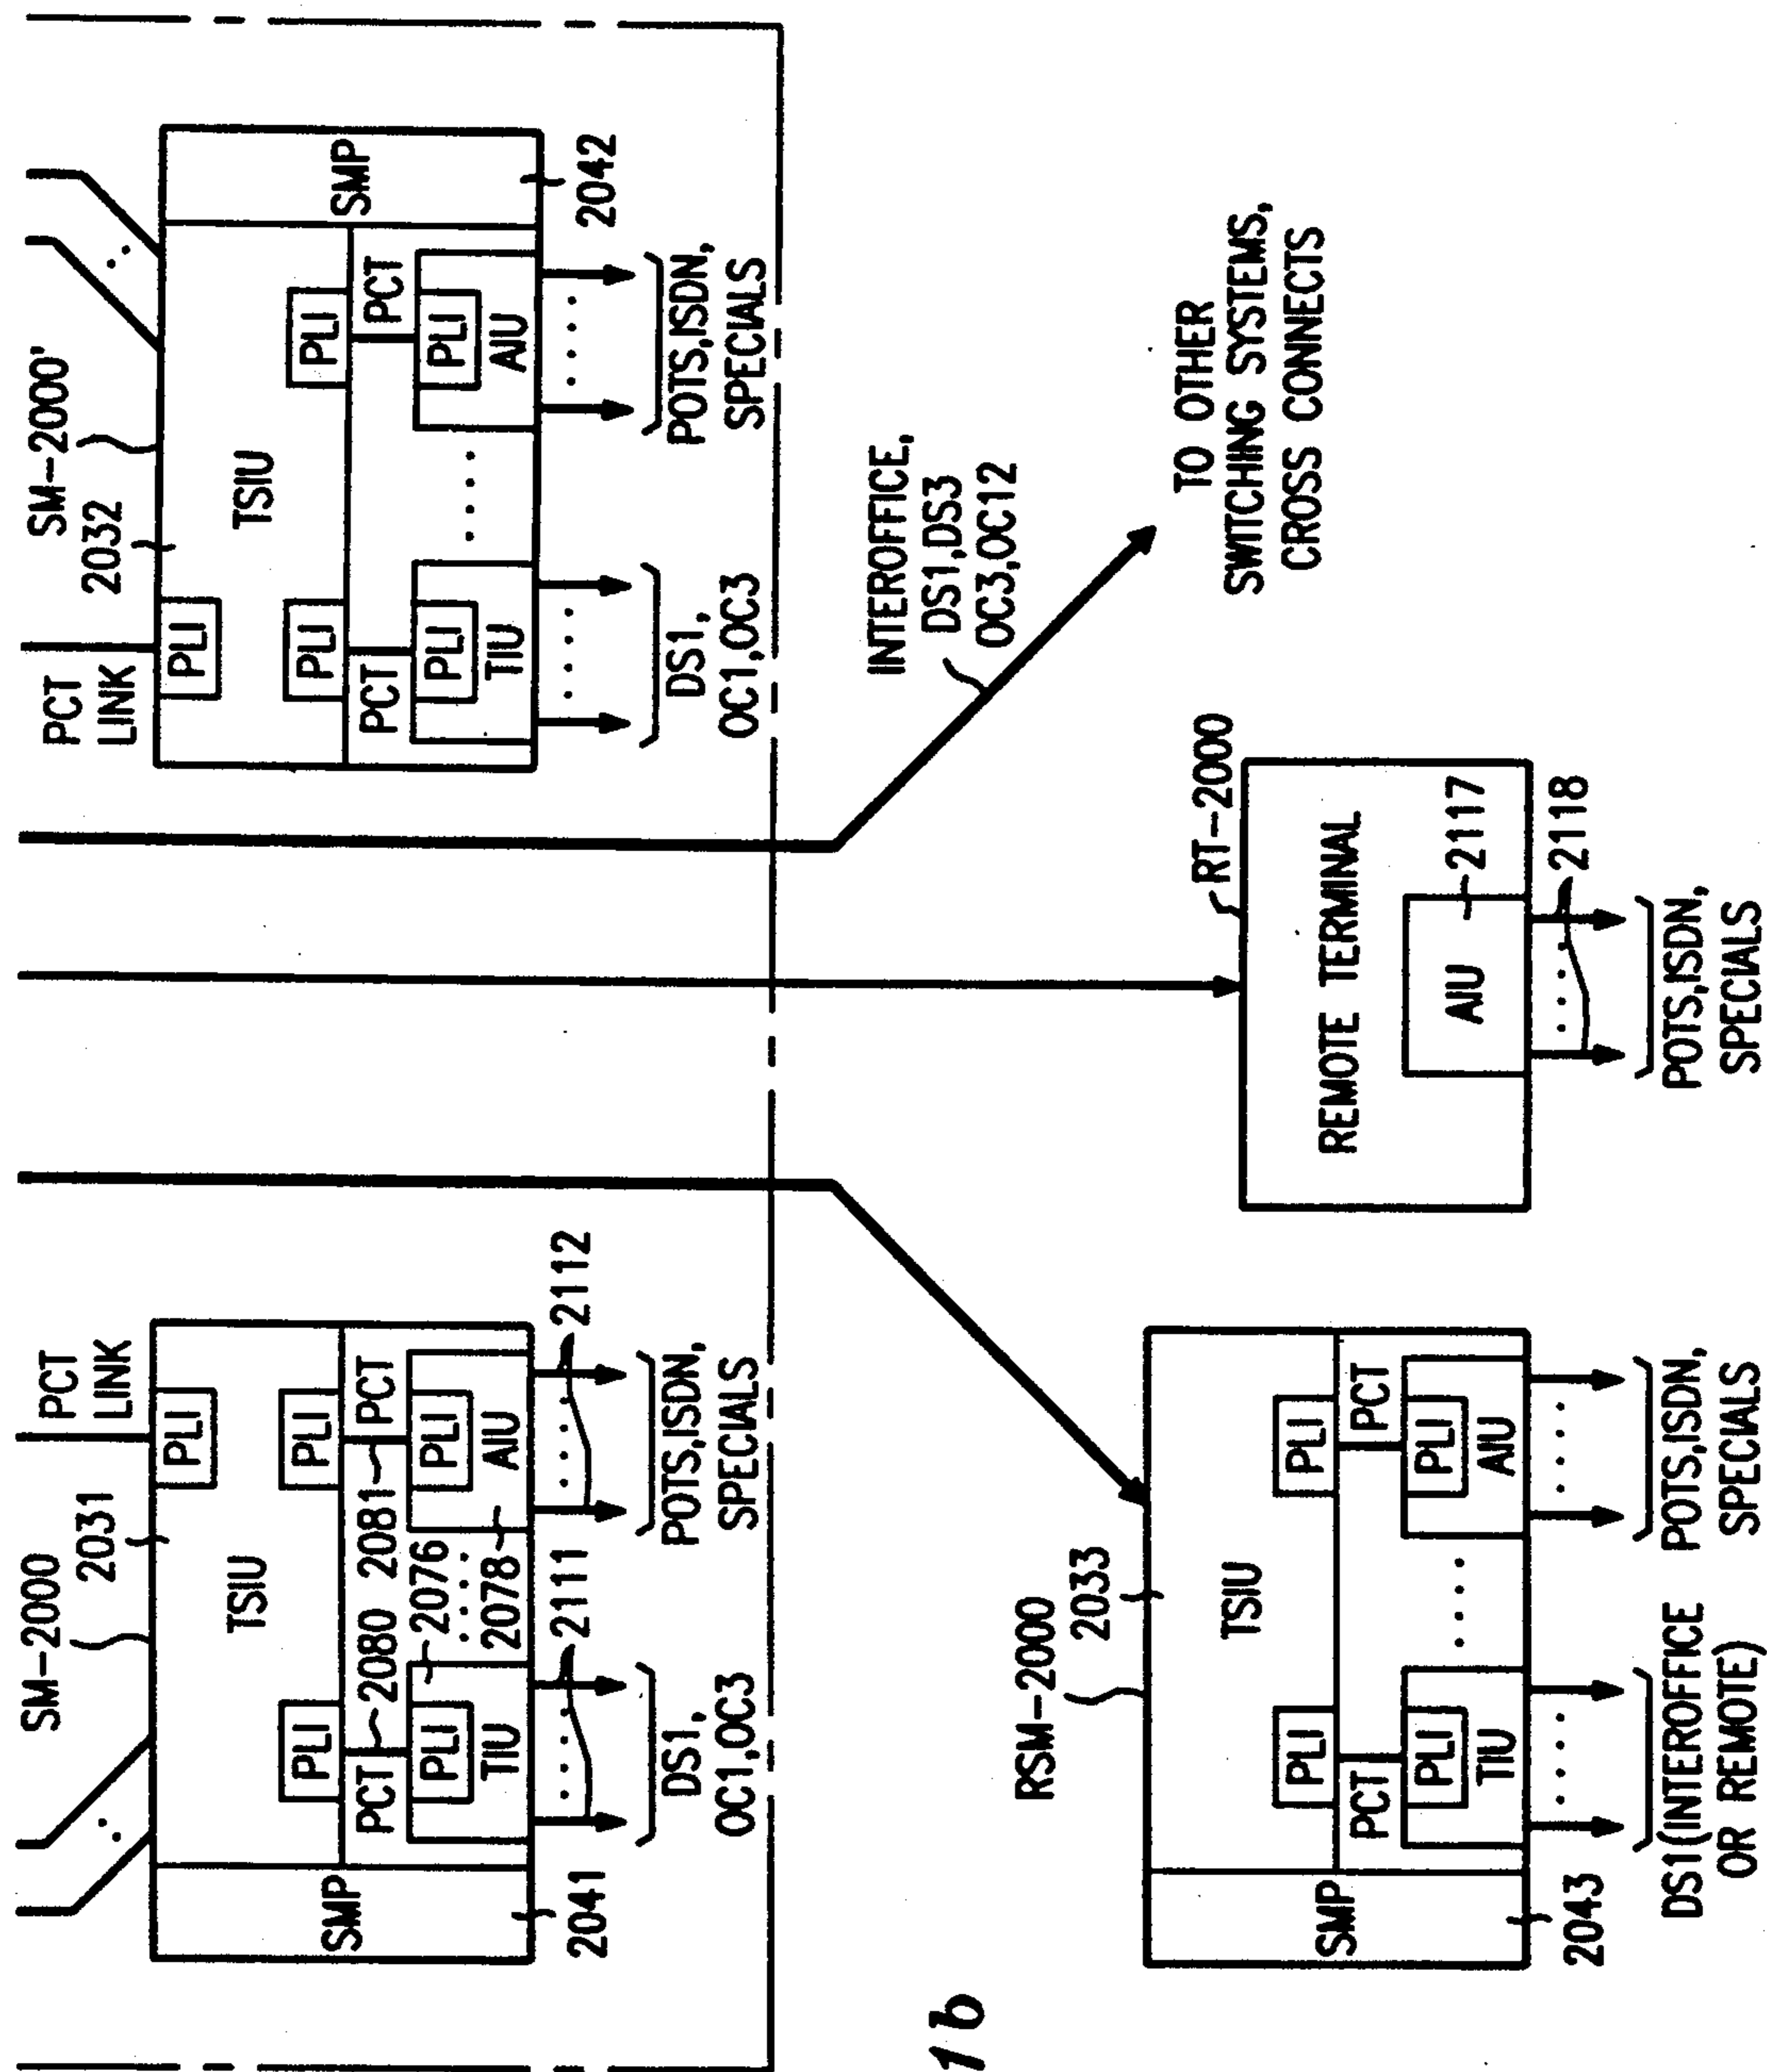 SM-2000
2031
PCT
LINK
PLI
TSIU
SMP
PLI
PLI
PCT
2080
2081
PCT
PLI
TIU
2076
2078
PLI
AIU
2041
2111
2112
DS1,
OC1,OC3
POTS,ISDN,
SPECIALS
PCT
LINK
2032
SM-2000'
PLI
TSIU
SMP
PLI
PLI
PCT
PCT
PLI
TIU
PLI
AIU
2042
DS1,
OC1,OC3
POTS,ISDN,
SPECIALS
INTEROFFICE,
DS1,DS3
OC3,OC12
TO OTHER
SWITCHING SYSTEMS,
CROSS CONNECTS
1b
RSM-2000
2033
TSIU
SMP
PLI
PLI
PCT
PCT
PLI
TIU
PLI
AIU
2043
DS1(INTEROFFICE
OR REMOTE)
POTS,ISDN,
SPECIALS
RT-2000
REMOTE TERMINAL
AIU
2117
2118
POTS,ISDN,
SPECIALS